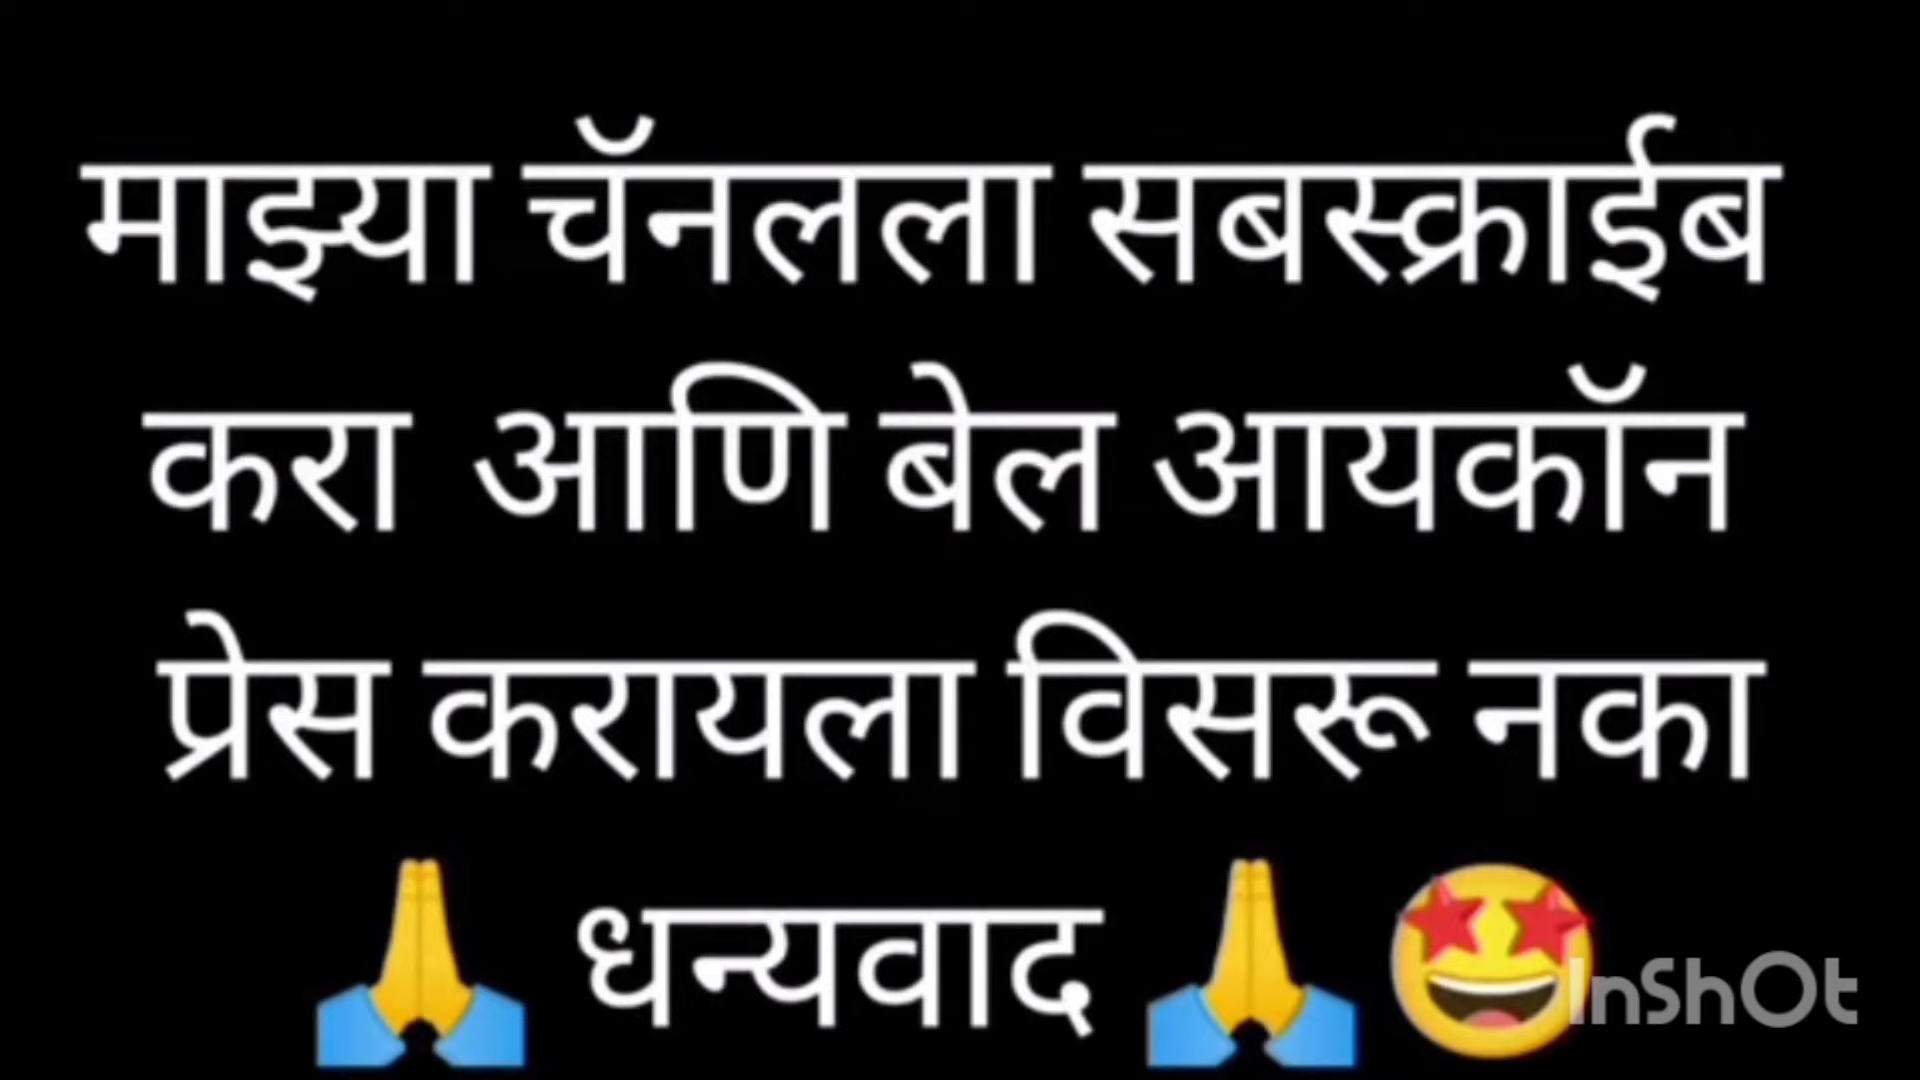 माझ्या चॅनलला सबस्क्राईब
करा आणि बेल आयकॉन
प्रेस करायला विसरू नका
🙏 धन्यवाद 🙏 🤩
InShOt